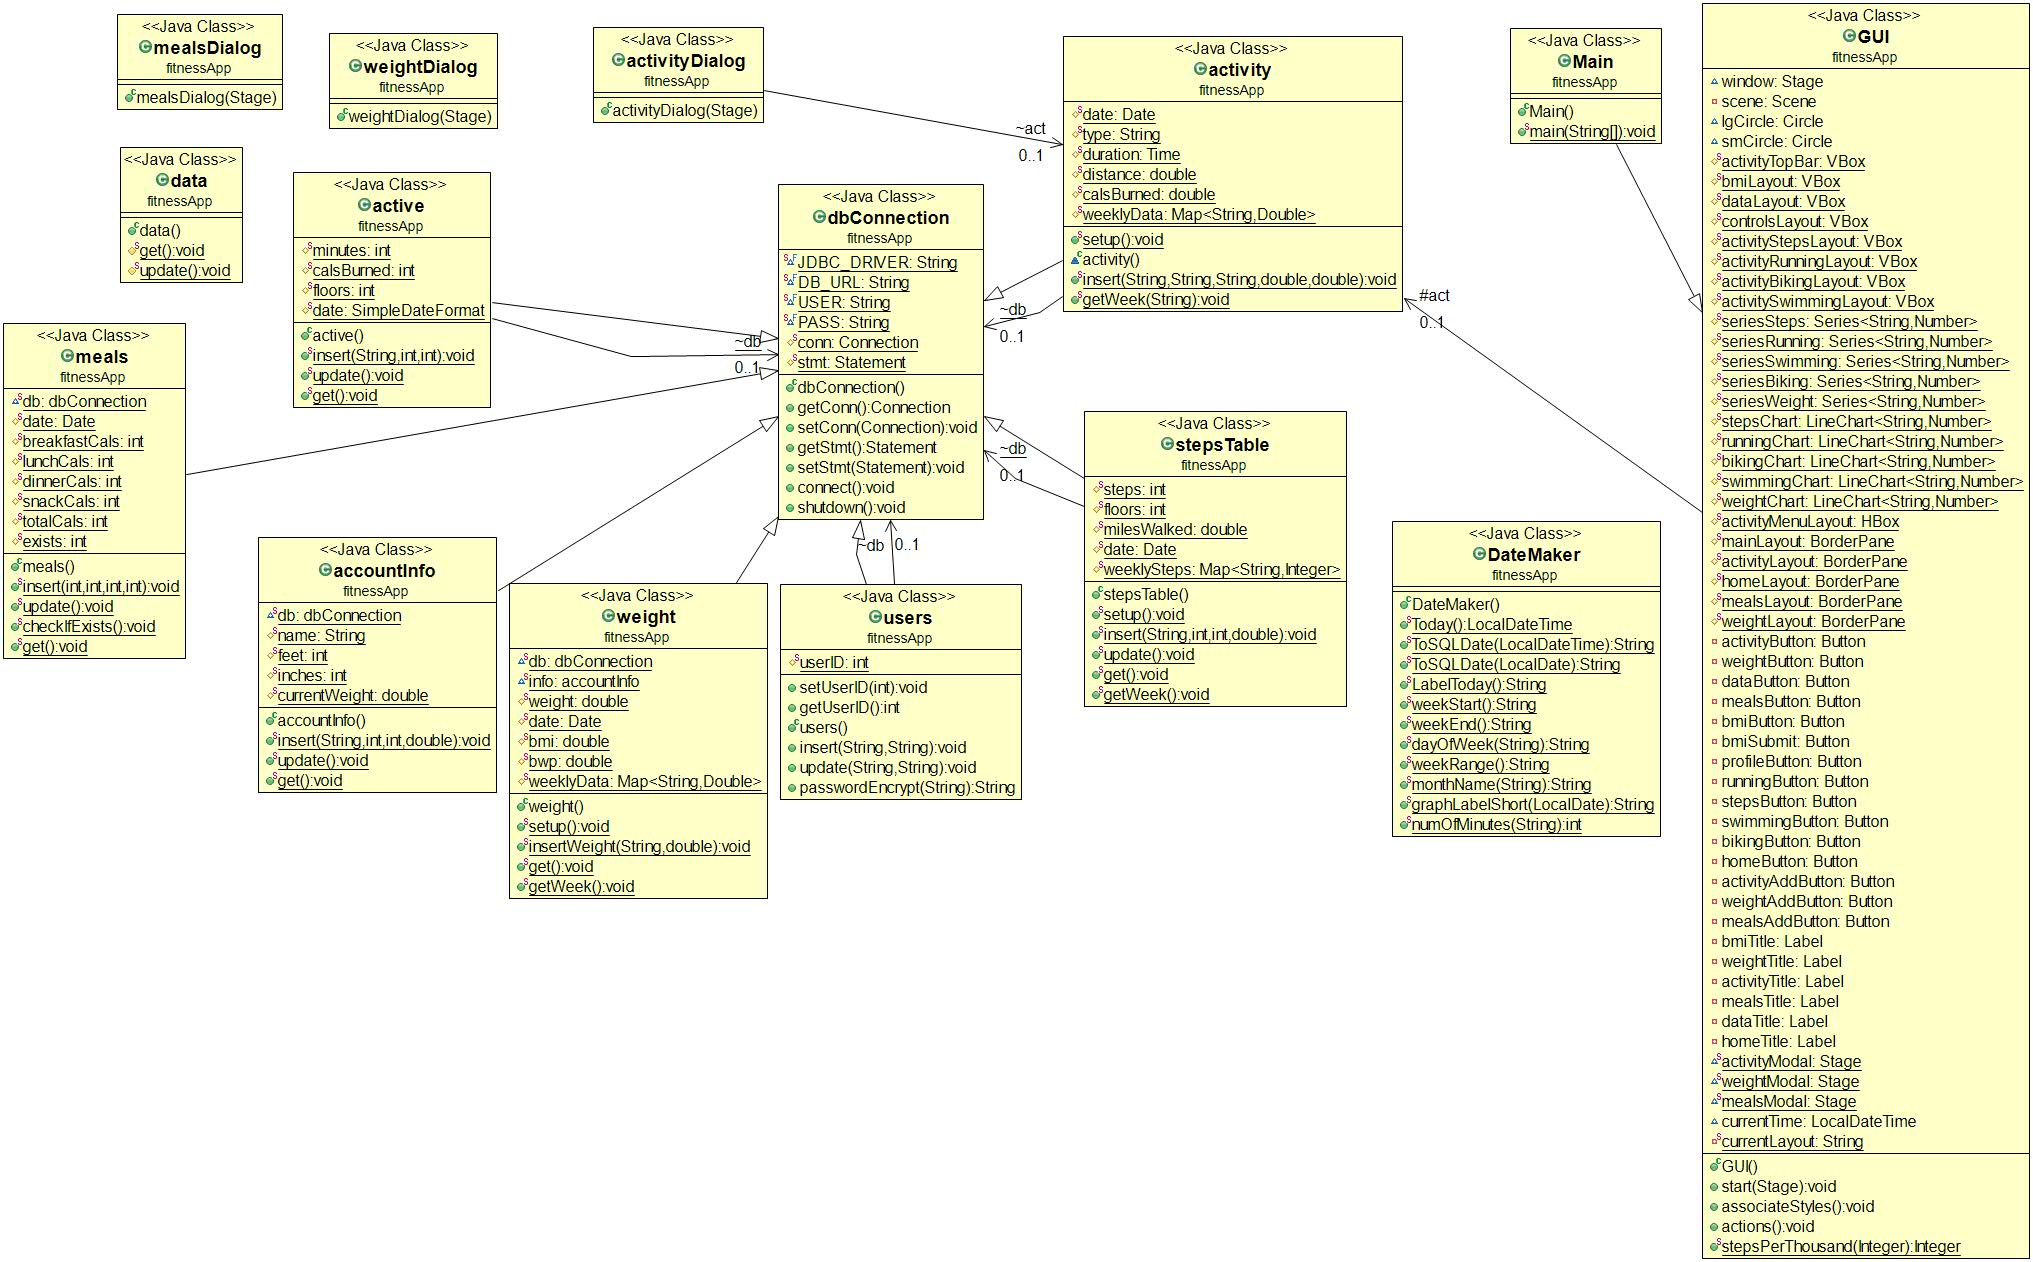 <<Java Class>>
mealsDialog
fitnessApp
mealsDialog(Stage)
<<Java Class>>
weightDialog
fitnessApp
weightDialog(Stage)
<<Java Class>>
activityDialog
fitnessApp
activityDialog(Stage)
<<Java Class>>
activity
fitnessApp
date: Date
type: String
duration: Time
distance: double
calsBurned: double
weeklyData: Map<String,Double>
setup():void
activity()
insert(String,String,String,double,double):void
getWeek(String):void
<<Java Class>>
Main
fitnessApp
Main()
main(String[]):void
<<Java Class>>
GUI
fitnessApp
window: Stage
scene: Scene
lgCircle: Circle
smCircle: Circle
activityTopBar: VBox
bmiLayout: VBox
dataLayout: VBox
controlsLayout: VBox
activityStepsLayout: VBox
activityRunningLayout: VBox
activityBikingLayout: VBox
activitySwimmingLayout: VBox
seriesSteps: Series<String,Number>
seriesRunning: Series<String,Number>
seriesSwimming: Series<String,Number>
seriesBiking: Series<String,Number>
seriesWeight: Series<String,Number>
stepsChart: LineChart<String,Number>
runningChart: LineChart<String,Number>
bikingChart: LineChart<String,Number>
swimmingChart: LineChart<String,Number>
weightChart: LineChart<String,Number>
activityMenuLayout: HBox
mainLayout: BorderPane
activityLayout: BorderPane
homeLayout: BorderPane
mealsLayout: BorderPane
weightLayout: BorderPane
activityButton: Button
weightButton: Button
dataButton: Button
mealsButton: Button
bmiButton: Button
bmiSubmit: Button
profileButton: Button
runningButton: Button
stepsButton: Button
swimmingButton: Button
bikingButton: Button
homeButton: Button
activityAddButton: Button
weightAddButton: Button
mealsAddButton: Button
bmiTitle: Label
weightTitle: Label
activityTitle: Label
mealsTitle: Label
dataTitle: Label
homeTitle: Label
activityModal: Stage
weightModal: Stage
mealsModal: Stage
currentTime: LocalDateTime
currentLayout: String
GUI()
start(Stage):void
associateStyles():void
actions():void
stepsPerThousand(Integer):Integer
~act
0..1
#act
0..1
<<Java Class>>
data
fitnessApp
data()
get():void
update():void
<<Java Class>>
active
fitnessApp
minutes: int
calsBurned: int
floors: int
date: SimpleDateFormat
active()
insert(String,int,int):void
update():void
get():void
~db
0..1
<<Java Class>>
dbConnection
fitnessApp
JDBC_DRIVER: String
DB_URL: String
USER: String
PASS: String
conn: Connection
stmt: Statement
dbConnection()
getConn():Connection
setConn(Connection):void
getStmt():Statement
setStmt(Statement):void
connect():void
shutdown():void
~db
0..1
~db
0..1
~db
0..1
<<Java Class>>
meals
fitnessApp
db: dbConnection
date: Date
breakfastCals: int
lunchCals: int
dinnerCals: int
snackCals: int
totalCals: int
exists: int
meals()
insert(int,int,int,int):void
update():void
checkIfExists():void
get():void
<<Java Class>>
accountInfo
fitnessApp
db: dbConnection
name: String
feet: int
inches: int
currentWeight: double
accountInfo()
insert(String,int,int,double):void
update():void
get():void
<<Java Class>>
weight
fitnessApp
db: dbConnection
info: accountInfo
weight: double
date: Date
bmi: double
bwp: double
weeklyData: Map<String,Double>
weight()
setup():void
insertWeight(String,double):void
get():void
getWeek():void
<<Java Class>>
users
fitnessApp
userID: int
setUserID(int):void
getUserID():int
users()
insert(String,String):void
update(String,String):void
passwordEncrypt(String):String
<<Java Class>>
stepsTable
fitnessApp
steps: int
floors: int
milesWalked: double
date: Date
weeklySteps: Map<String,Integer>
stepsTable()
setup():void
insert(String,int,int,double):void
update():void
get():void
getWeek():void
<<Java Class>>
DateMaker
fitnessApp
DateMaker()
Today():LocalDateTime
ToSQLDate(LocalDateTime):String
ToSQLDate(LocalDate):String
LabelToday():String
weekStart():String
weekEnd():String
dayOfWeek(String):String
weekRange():String
monthName(String):String
graphLabelShort(LocalDate):String
numOfMinutes(String):int